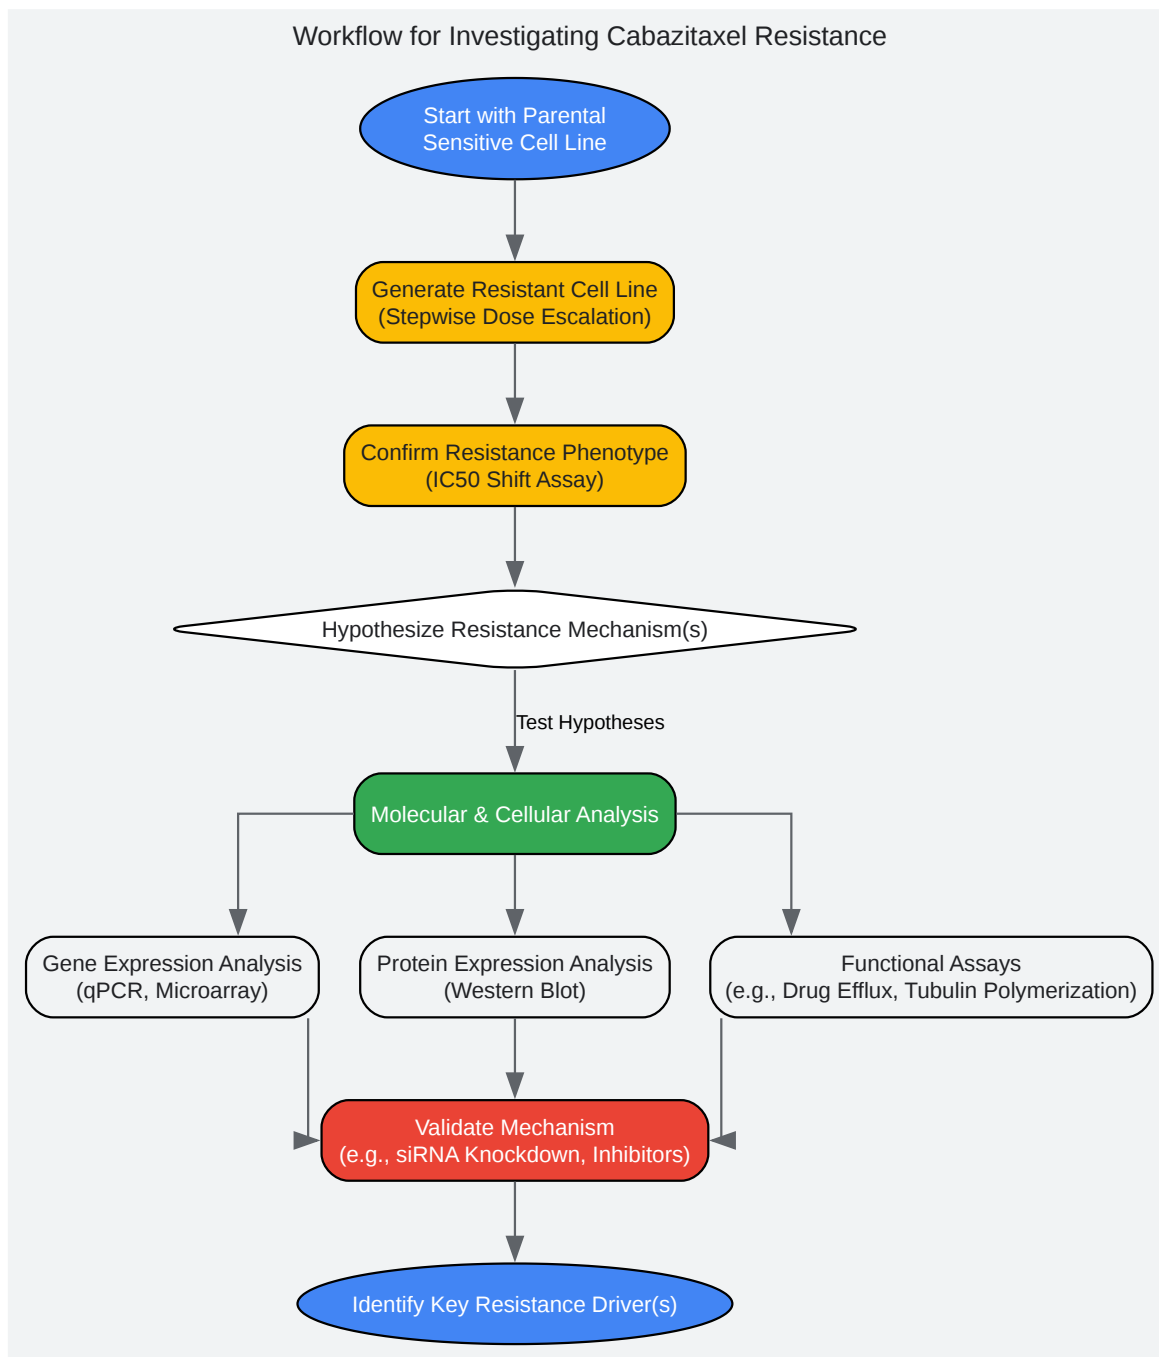 Workflow for Investigating Cabazitaxel Resistance
Start with Parental
Sensitive Cell Line
Generate Resistant Cell Line
(Stepwise Dose Escalation)
Confirm Resistance Phenotype
(IC50 Shift Assay)
Hypothesize Resistance Mechanism(s)
Test Hypotheses
Molecular & Cellular Analysis
Gene Expression Analysis
(qPCR, Microarray)
Protein Expression Analysis
(Western Blot)
Functional Assays
(e.g., Drug Efflux, Tubulin Polymerization)
Validate Mechanism
(e.g., siRNA Knockdown, Inhibitors)
Identify Key Resistance Driver(s)